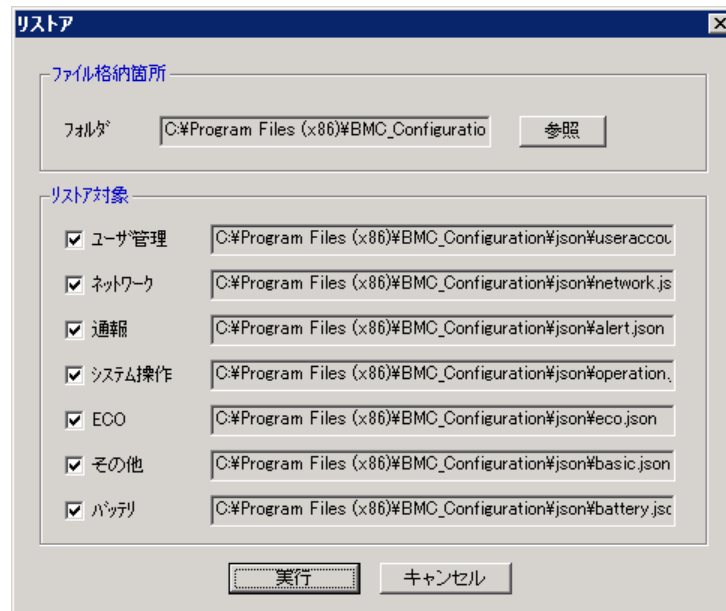 リストア
ファイル格納箇所
フォルダ C:¥Program Files (x86)¥BMC_Configuratio 参照
リストア対象
ユーザ管理 C:¥Program Files (x86)¥BMC_Configuration¥json¥useraccou
ネットワーク C:¥Program Files (x86)¥BMC_Configuration¥json¥network.js
通報 C:¥Program Files (x86)¥BMC_Configuration¥json¥alert.json
システム操作 C:¥Program Files (x86)¥BMC_Configuration¥json¥operation.
ECO C:¥Program Files (x86)¥BMC_Configuration¥json¥eco.json
その他 C:¥Program Files (x86)¥BMC_Configuration¥json¥basic.json
バッテリ C:¥Program Files (x86)¥BMC_Configuration¥json¥battery.jso
実行 キャンセル